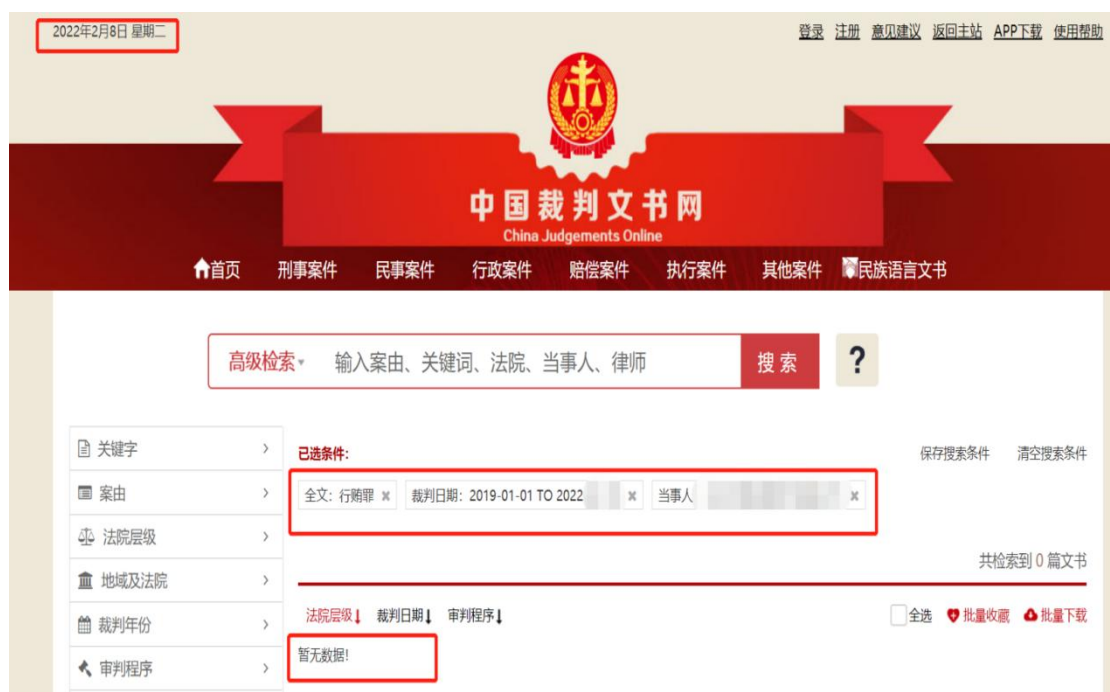 2022年2月8日 星期二
登录 注册 意见建议 返回主站 APP下载 使用帮助
中国裁判文书网
China Judgements Online
首页 刑事案件 民事案件 行政案件 赔偿案件 执行案件 其他案件 民族语言文书
高级检索 输入案由、关键词、法院、当事人、律师 搜索 ?
关键字
案由
法院层级
地域及法院
裁判年份
审判程序
已选条件:
保存搜索条件 清空搜索条件
全文: 行贿罪 × 裁判日期: 2019-01-01 TO 2022 × 当事人 ×
共检索到 0 篇文书
法院层级↓ 裁判日期↓ 审判程序↓
全选 批量收藏 批量下载
暂无数据!